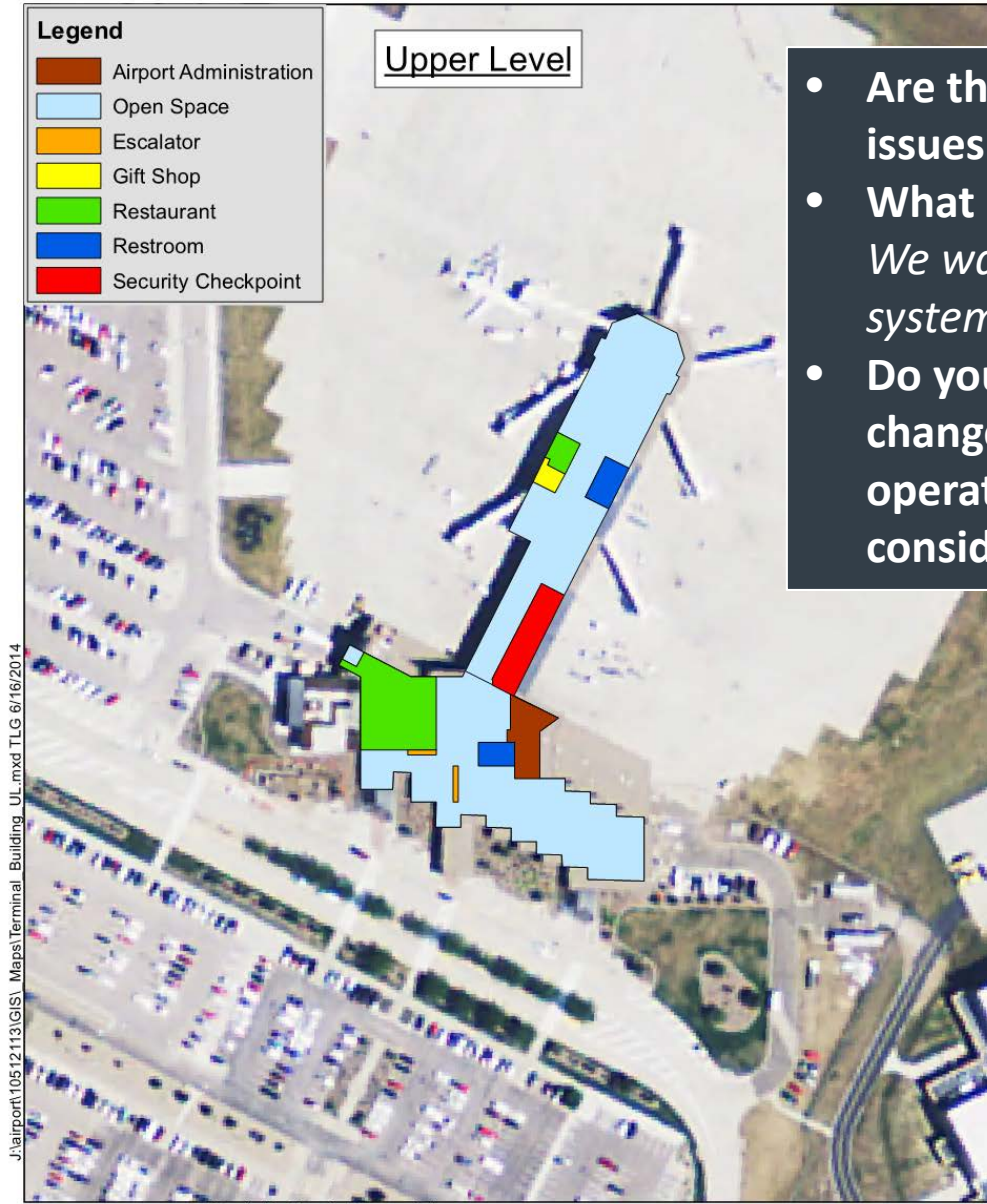 Legend
Airport Administration
Open Space
Escalator
Gift Shop
Restaurant
Restroom
Security Checkpoint
Upper Level
• Are th
issues
• What
We wa
system
• Do you
change
operat
consid
J:\airport\10512113\GIS\_Maps\Terminal_Building_UL.mxd TLG 6/16/2014